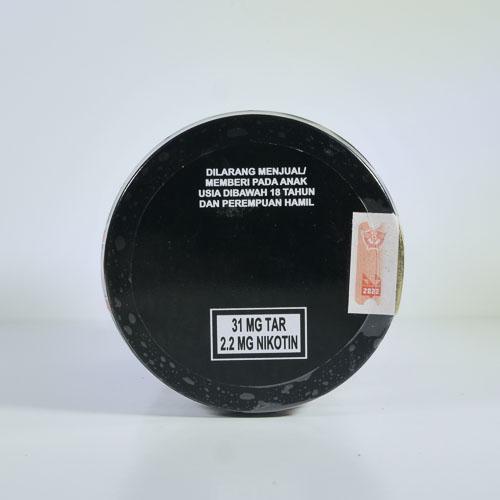 DILARANG MENJUAL/
MEMBERI PADA ANAK
USIA DIBAWAH 18 TAHUN
DAN PEREMPUAN HAMIL
2022
31 MG TAR
2.2 MG NIKOTIN